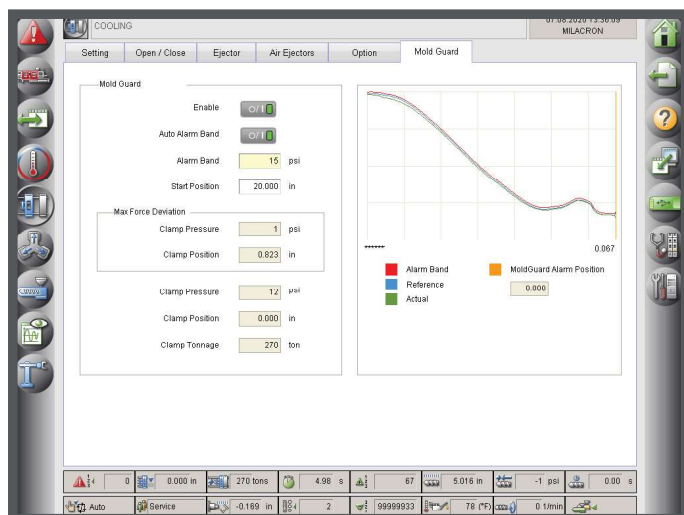 COOLING
07.08.2020 13:36:09
MILACRON
Setting Open / Close Ejector Air Ejectors Option Mold Guard
Mold Guard
Enable O/I
Auto Alarm Band O/I
Alarm Band 15 psi
Start Position 20.000 in
Max Force Deviation
Clamp Pressure 1 psi
Clamp Position 0.823 in
Clamp Pressure 12 psi
Clamp Position 0.000 in
Clamp Tonnage 270 ton
****** 0.067
Alarm Band MoldGuard Alarm Position
Reference 0.000
Actual
0 0.000 in 270 tons 4.98 s 67 5.016 in -1 psi 0.00 s
Auto Service -0.169 in 2 99999933 78 (°F) 0 1/min